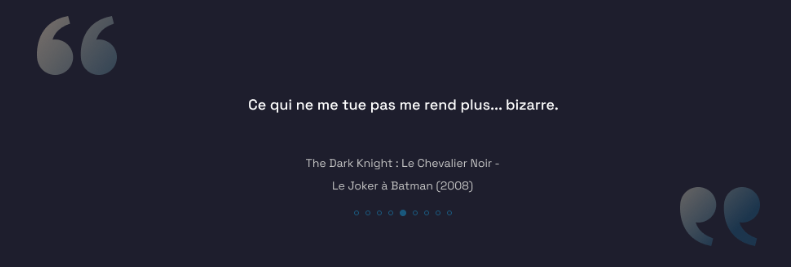 Ce qui ne me tue pas me rend plus... bizarre.
The Dark Knight : Le Chevalier Noir -
Le Joker à Batman (2008)